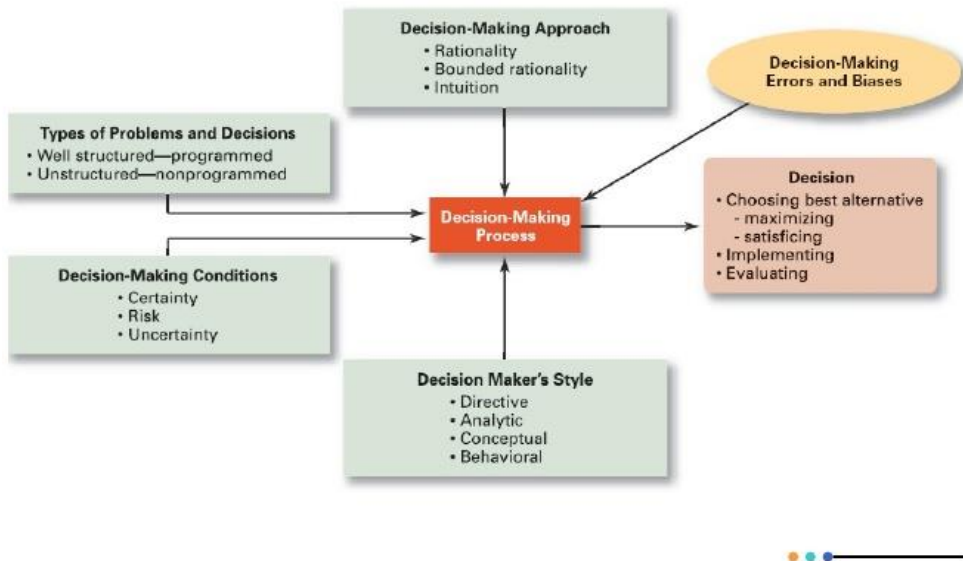 Decision-Making Approach
• Rationality
• Bounded rationality
• Intuition
Decision-Making
Errors and Biases
Types of Problems and Decisions
• Well structured—programmed
• Unstructured—nonprogrammed
Decision-Making
Process
Decision
• Choosing best alternative
- maximizing
- satisficing
• Implementing
• Evaluating
Decision-Making Conditions
• Certainty
• Risk
• Uncertainty
Decision Maker's Style
• Directive
• Analytic
• Conceptual
• Behavioral